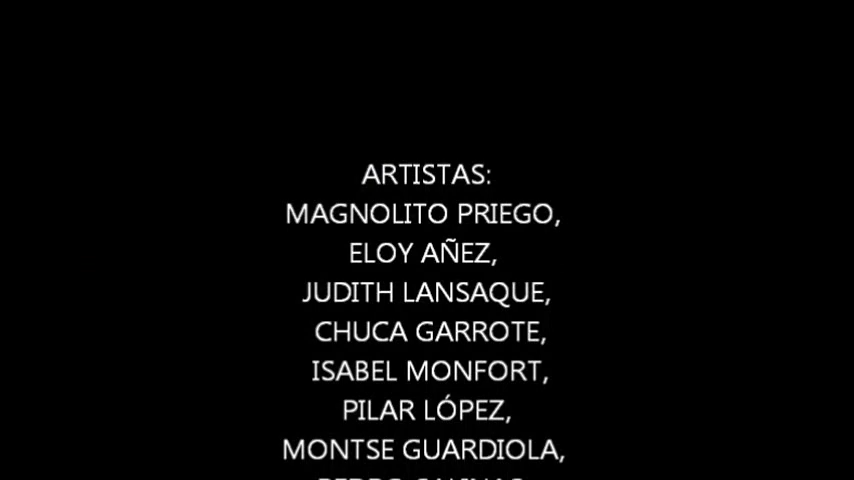 ARTISTAS:
MAGNOLITO PRIEGO,
ELOY AÑEZ,
JUDITH LANSAQUE,
CHUCA GARROTE,
ISABEL MONFORT,
PILAR LÓPEZ,
MONTSE GUARDIOLA,